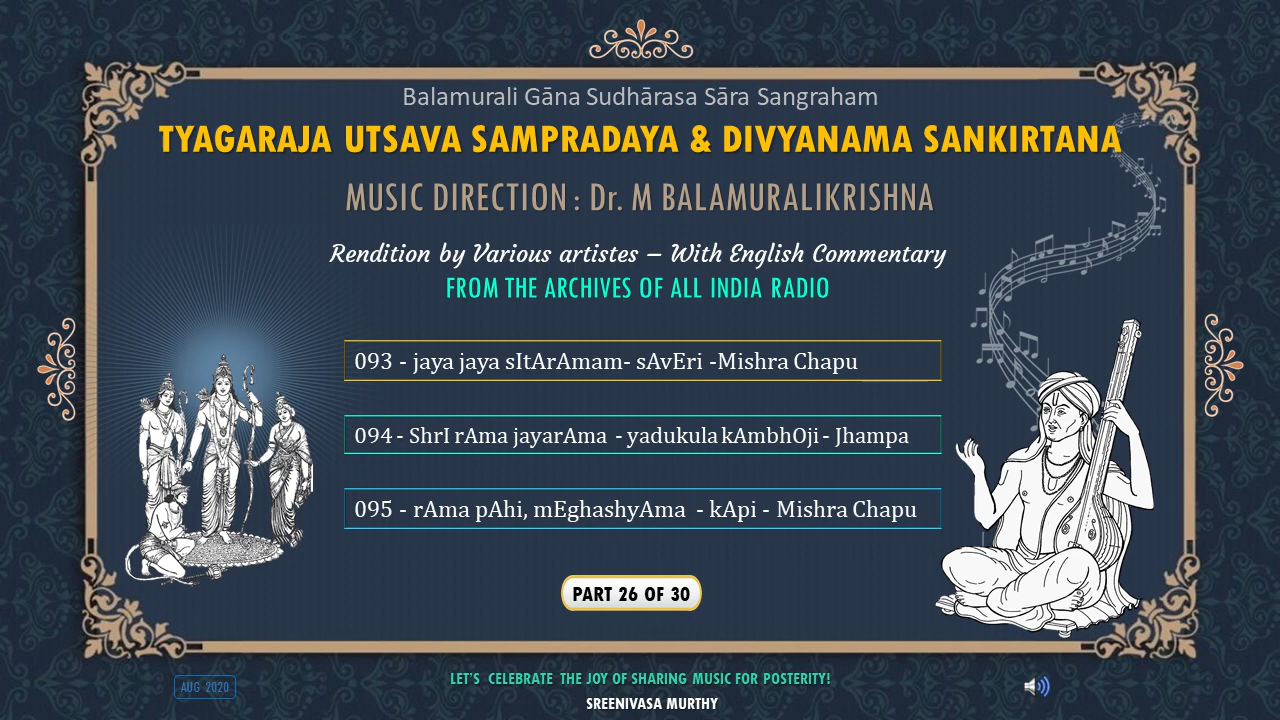 Balamurali Gāna Sudhārasa Sāra Sangraham
TYAGARAJA UTSAVA SAMPRADAYA & DIVYANAMA SANKIRTANA
MUSIC DIRECTION : Dr. M BALAMURALIKRISHNA
Rendition by Various artistes – With English Commentary
FROM THE ARCHIVES OF ALL INDIA RADIO
093 - jaya jaya sItArAmam- sAvEri -Mishra Chapu
094 - ShrI rAma jayarAma - yadukula kAmbhOji - Jhampa
095 - rAma pAhi, mEghashyAma - kApi - Mishra Chapu
PART 26 OF 30
AUG 2020
LET'S CELEBRATE THE JOY OF SHARING MUSIC FOR POSTERITY!
SREENIVASA MURTHY